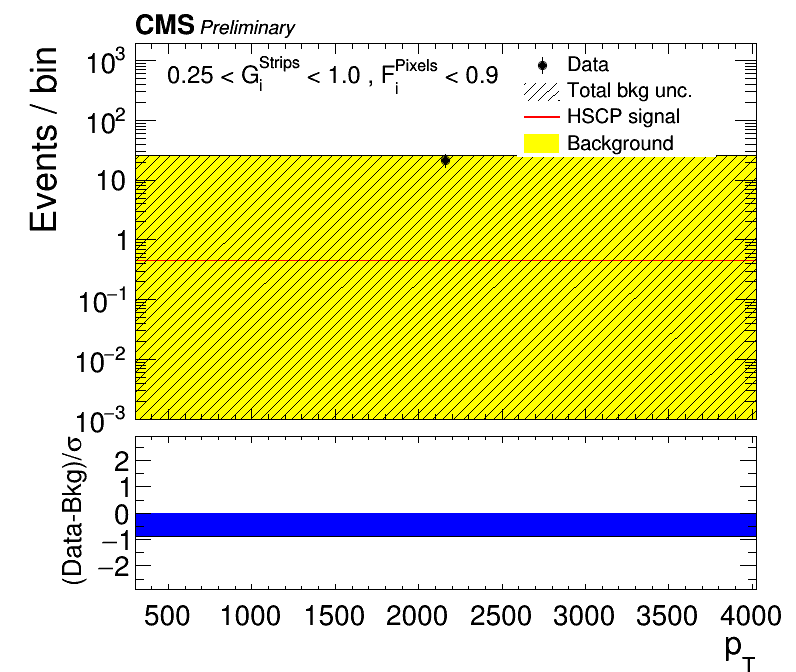 CMS Preliminary
0.25 < G_i^Strips < 1.0 , F_i^Pixels < 0.9
Data
Total bkg unc.
HSCP signal
Background
Events / bin
10^3
10^2
10
1
10^−1
10^−2
10^−3
(Data-Bkg)/σ
2
1
0
−1
−2
500 1000 1500 2000 2500 3000 3500 4000
p_T